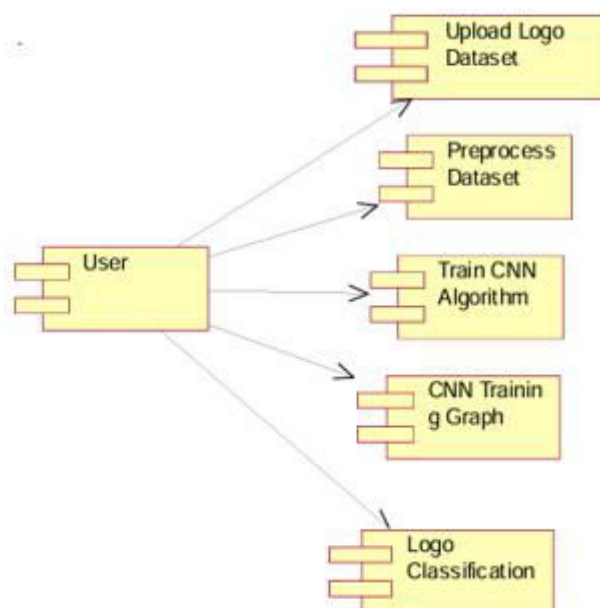 Upload Logo
Dataset
Preprocess
Dataset
User
Train CNN
Algorithm
CNN Trainin
g Graph
Logo
Classification